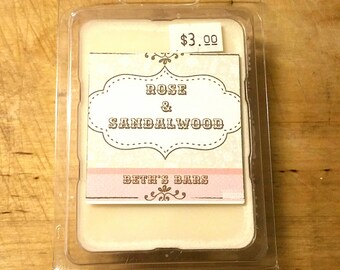 $3.00
ROSE
&
SANDALWOOD
BETH'S BARS